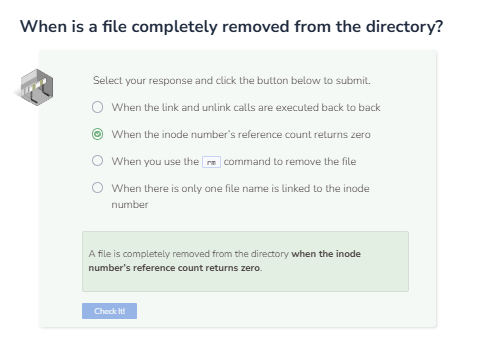 When is a file completely removed from the directory?
Select your response and click the button below to submit.
When the link and unlink calls are executed back to back
When the inode number's reference count returns zero
When you use the rm command to remove the file
When there is only one file name is linked to the inode
number
A file is completely removed from the directory when the inode
number's reference count returns zero.
Check It!